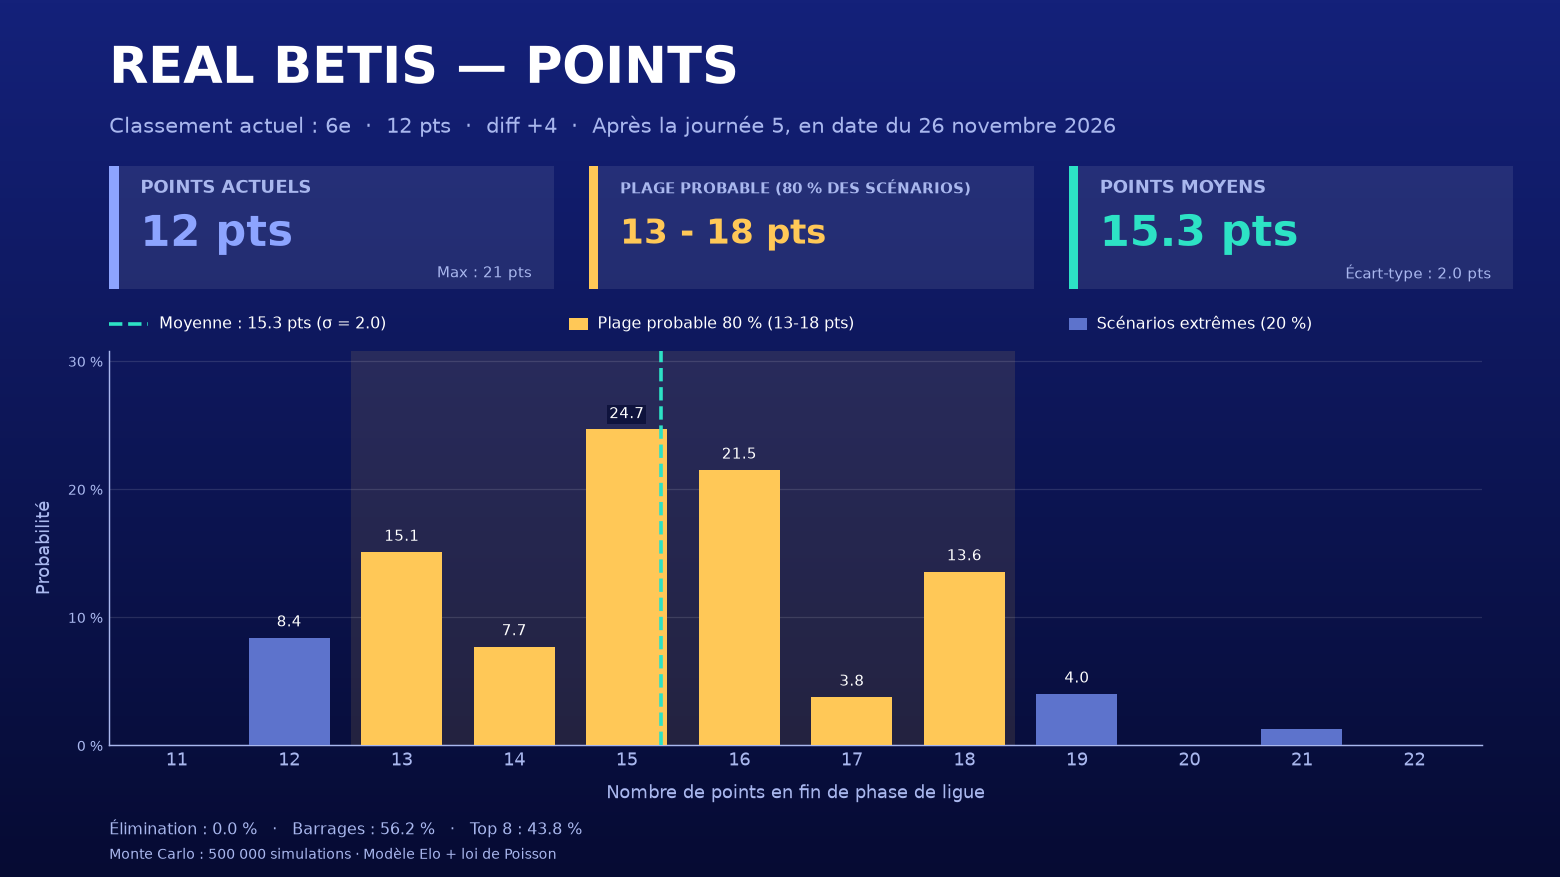 REAL BETIS — POINTS
Classement actuel : 6e · 12 pts · diff +4 · Après la journée 5, en date du 26 novembre 2026
POINTS ACTUELS
12 pts
Max : 21 pts
PLAGE PROBABLE (80 % DES SCÉNARIOS)
13 - 18 pts
POINTS MOYENS
15.3 pts
Écart-type : 2.0 pts
Moyenne : 15.3 pts (σ = 2.0)
Plage probable 80 % (13-18 pts)
Scénarios extrêmes (20 %)
Probabilité
30 %
20 %
10 %
0 %
8.4
15.1
7.7
24.7
21.5
3.8
13.6
4.0
11 12 13 14 15 16 17 18 19 20 21 22
Nombre de points en fin de phase de ligue
Élimination : 0.0 % · Barrages : 56.2 % · Top 8 : 43.8 %
Monte Carlo : 500 000 simulations · Modèle Elo + loi de Poisson